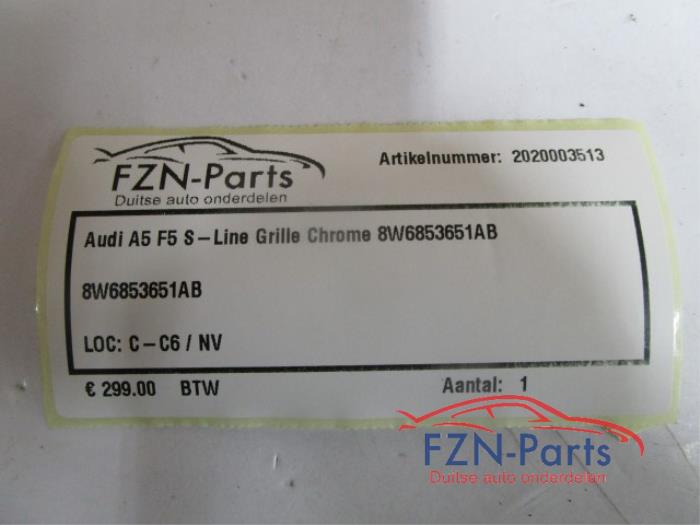 FZN-Parts
Duitse auto onderdelen
Artikelnummer: 2020003513
Audi A5 F5 S-Line Grille Chrome 8W6853651AB
8W6853651AB
LOC: C-C6 / NV
€ 299.00 BTW
Aantal: 1
FZN-Parts
Duitse auto onderdelen